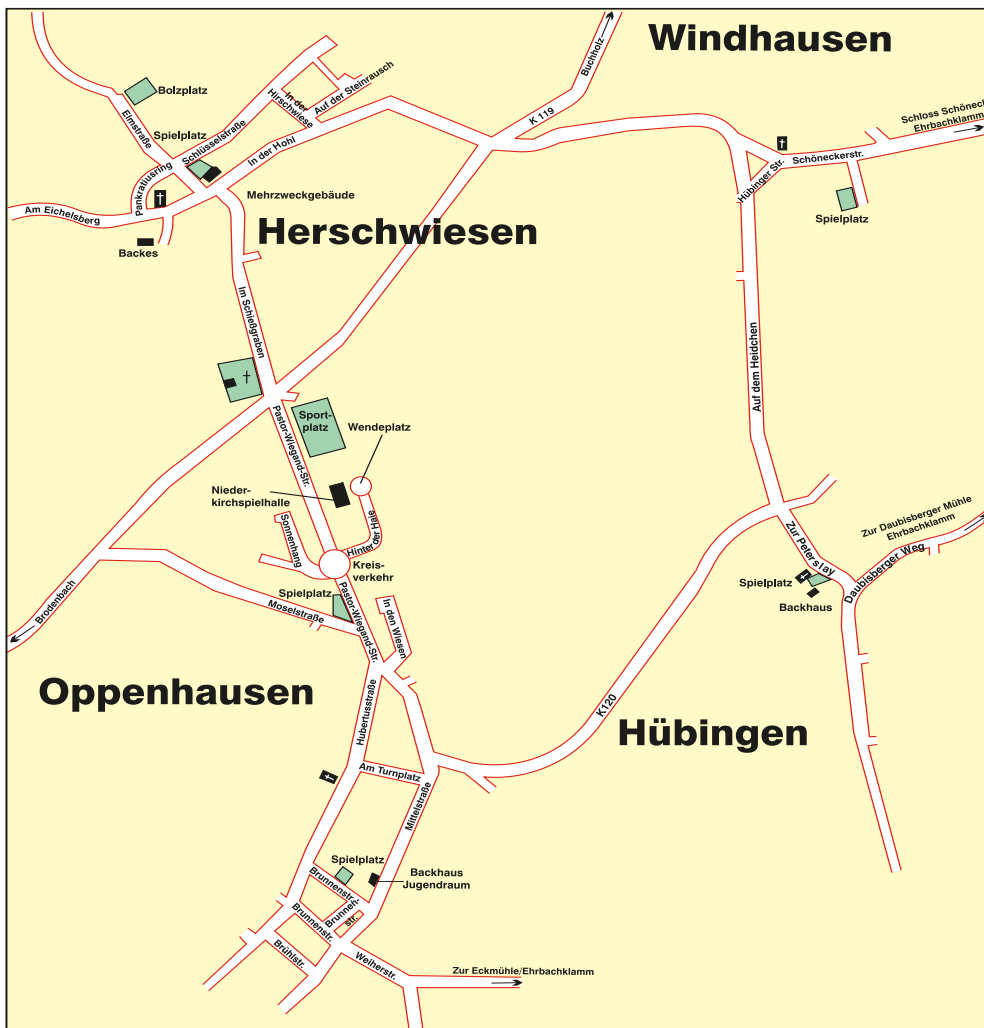 Windhausen
Buchholz
K 119
Bolzplatz
Elmstraße
Spielplatz
Schlüsselstraße
In der
Hirschwiese
Auf der Steinrausch
In der Hohl
Pankratiusring
Am Eichelsberg
Mehrzweckgebäude
Backes
Herschwiesen
Schloss Schöneck
Ehrbachklamm
Schöneckerstr.
Hübinger Str.
Spielplatz
Im Schießgraben
Auf dem Heidchen
Sport-
platz
Wendeplatz
Pastor-Wiegand-Str.
Nieder-
kirchspielhalle
Sonnenhang
Hinter der Hale
Kreis-
verkehr
Spielplatz
Moselstraße
Pastor-Wiegand-Str.
In den Wiesen
Brodenbach
Zur Daubisberger Mühle
Ehrbachklamm
Zur Peterslay
Daubisberger Weg
Spielplatz
Backhaus
Oppenhausen
Hübingen
K120
Hubertusstraße
Am Turnplatz
Mittelstraße
Spielplatz
Backhaus
Jugendraum
Brunnenstr.
Brunnen-
str.
Brunnenstr.
Brühlstr.
Weiherstr.
Zur Eckmühle/Ehrbachklamm